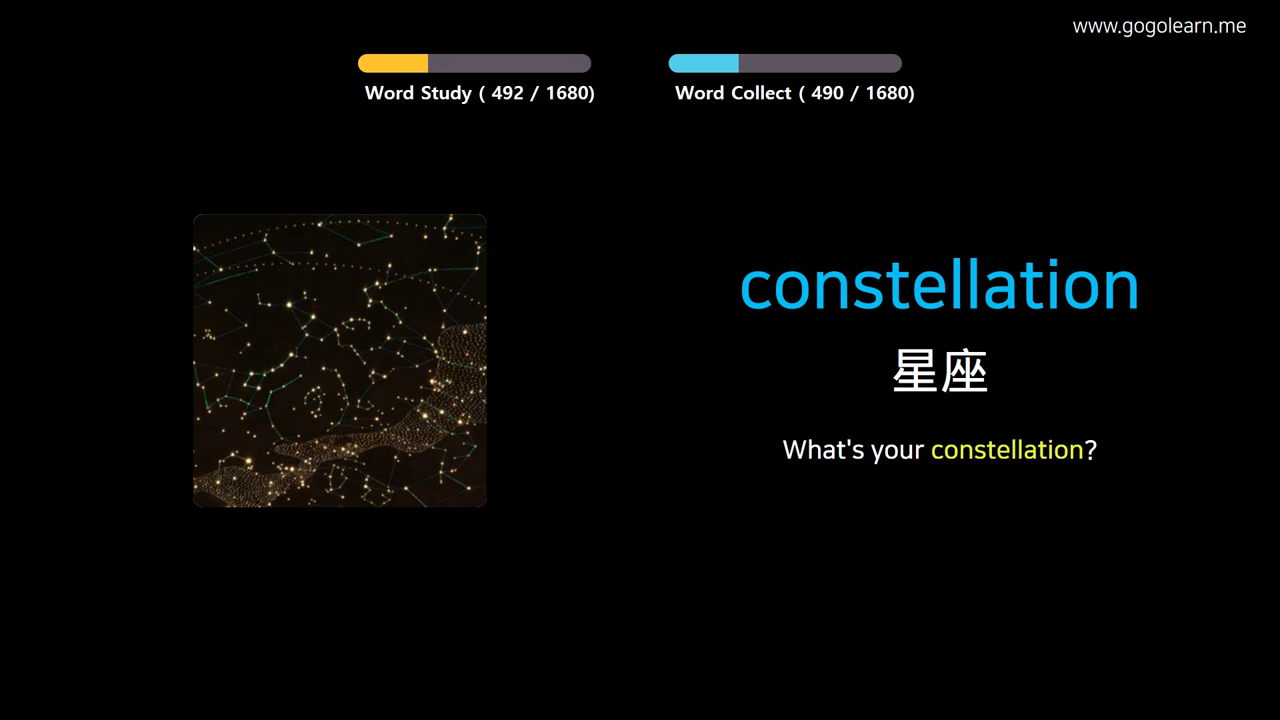 www.gogolearn.me
Word Study ( 492 / 1680)
Word Collect ( 490 / 1680)
constellation
星座
What's your constellation?